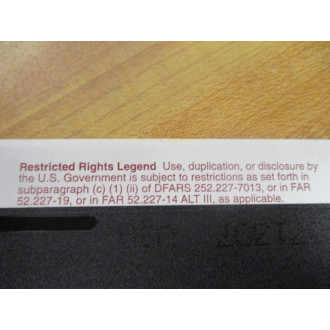 Restricted Rights Legend Use, duplication, or disclosure by
the U.S. Government is subject to restrictions as set forth in
subparagraph (c) (1) (ii) of DFARS 252.227-7013, or in FAR
52.227-19, or in FAR 52.227-14 ALT III, as applicable.